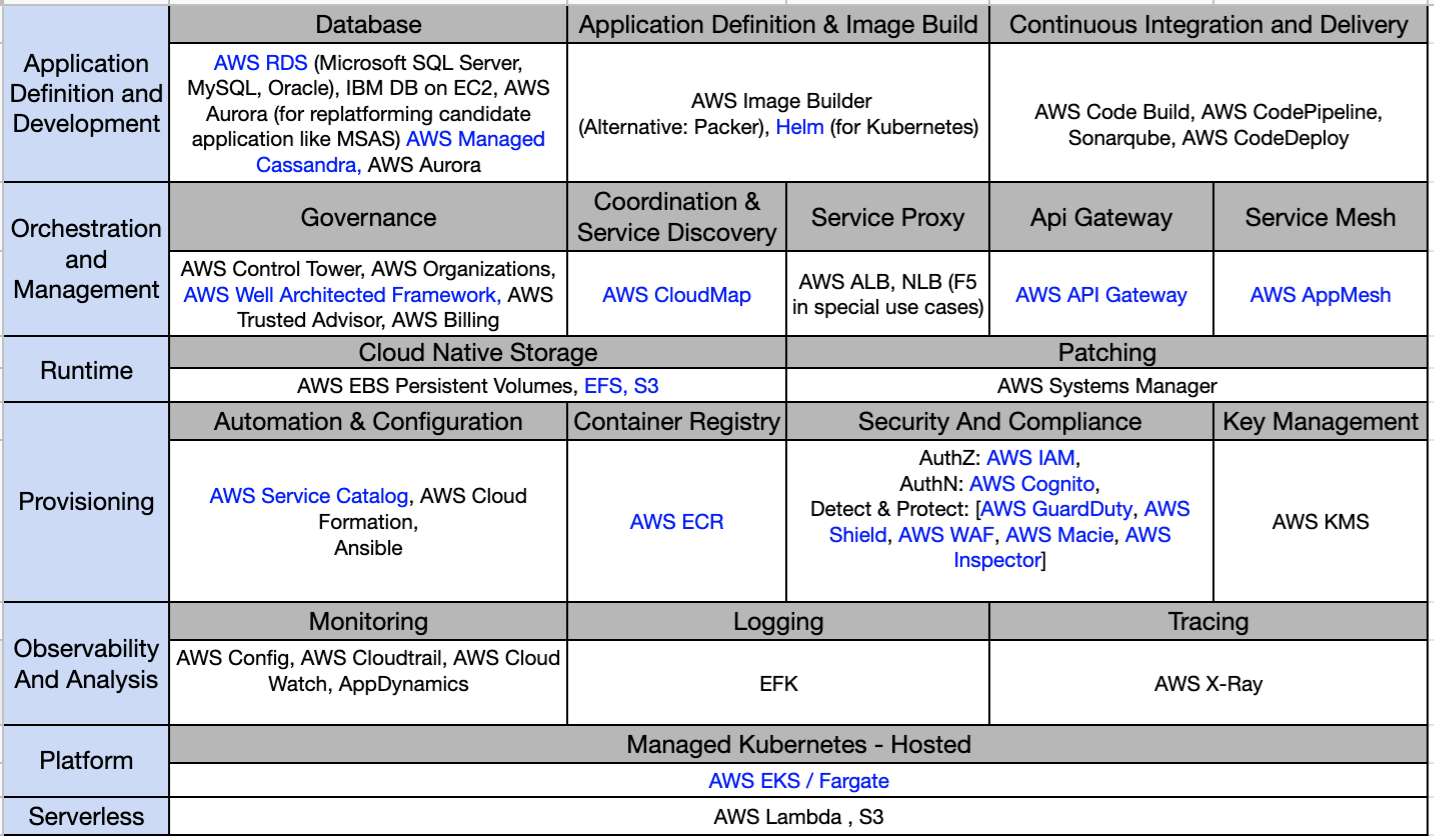 Application
Definition and
Development
Database
Application Definition & Image Build
Continuous Integration and Delivery
AWS RDS (Microsoft SQL Server,
MySQL, Oracle), IBM DB on EC2, AWS
Aurora (for replatforming candidate
application like MSAS) AWS Managed
Cassandra, AWS Aurora
AWS Image Builder
(Alternative: Packer), Helm (for Kubernetes)
AWS Code Build, AWS CodePipeline,
Sonarqube, AWS CodeDeploy
Orchestration
and
Management
Governance
Coordination &
Service Discovery
Service Proxy
Api Gateway
Service Mesh
AWS Control Tower, AWS Organizations,
AWS Well Architected Framework, AWS
Trusted Advisor, AWS Billing
AWS CloudMap
AWS ALB, NLB (F5
in special use cases)
AWS API Gateway
AWS AppMesh
Runtime
Cloud Native Storage
Patching
AWS EBS Persistent Volumes, EFS, S3
AWS Systems Manager
Provisioning
Automation & Configuration
Container Registry
Security And Compliance
Key Management
AWS Service Catalog, AWS Cloud
Formation,
Ansible
AWS ECR
AuthZ: AWS IAM,
AuthN: AWS Cognito,
Detect & Protect: [AWS GuardDuty, AWS
Shield, AWS WAF, AWS Macie, AWS
Inspector]
AWS KMS
Observability
And Analysis
Monitoring
Logging
Tracing
AWS Config, AWS Cloudtrail, AWS Cloud
Watch, AppDynamics
EFK
AWS X-Ray
Platform
Managed Kubernetes - Hosted
AWS EKS / Fargate
Serverless
AWS Lambda , S3